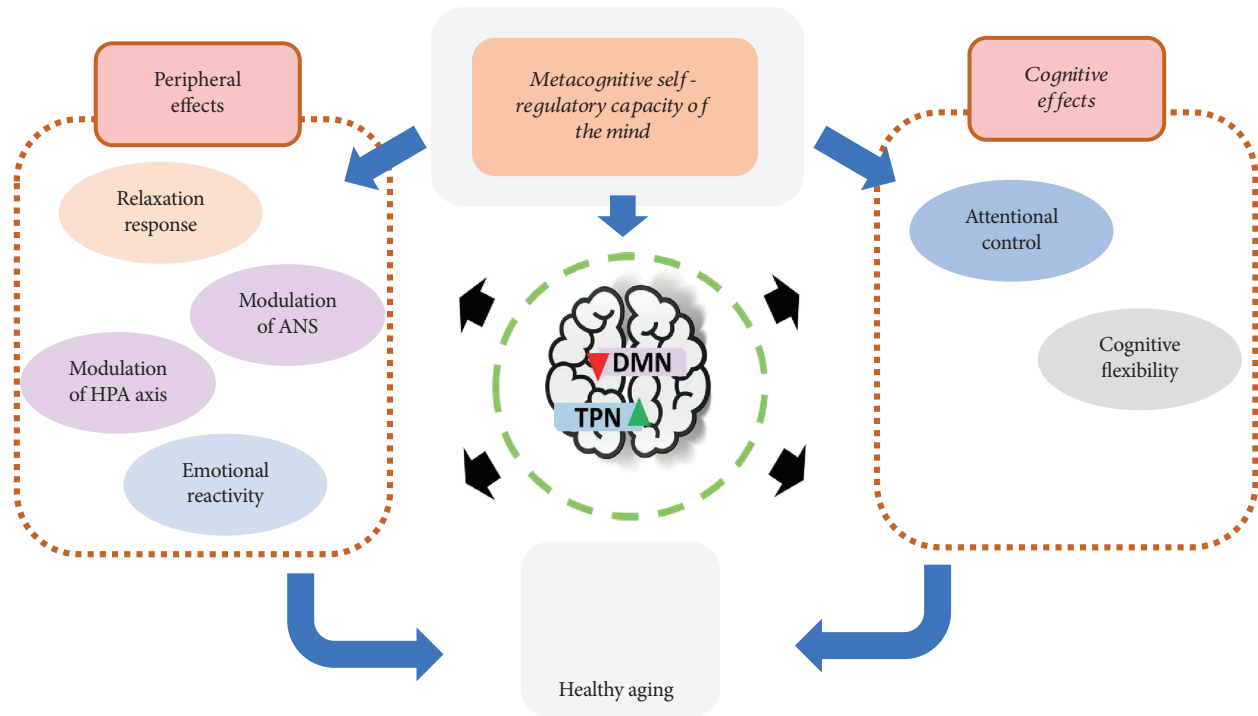 Peripheral
effects
Relaxation
response
Modulation
of ANS
Modulation
of HPA axis
Emotional
reactivity
Metacognitive self-
regulatory capacity of
the mind
DMN
TPN
Healthy aging
Cognitive
effects
Attentional
control
Cognitive
flexibility